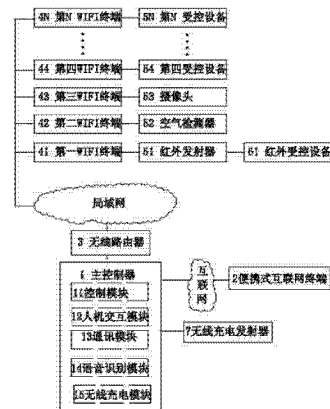 4N 第N WIFI终端
5N 第N 受控设备
44 第四WIFI终端
54 第四受控设备
43 第三WIFI终端
53 摄像头
42 第二WIFI终端
52 空气检测器
41 第一WIFI终端
51 红外发射器
61 红外受控设备
局域网
3 无线路由器
1 主控制器
11控制模块
12人机交互模块
13通讯模块
14语音识别模块
15无线充电模块
互联网
2便携式互联网终端
7无线充电发射器